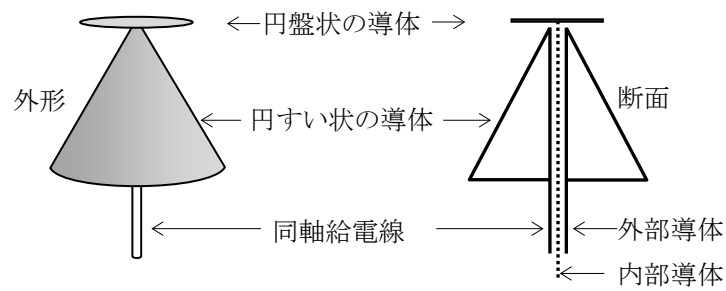 円盤状の導体
外形
断面
円すい状の導体
同軸給電線
外部導体
内部導体